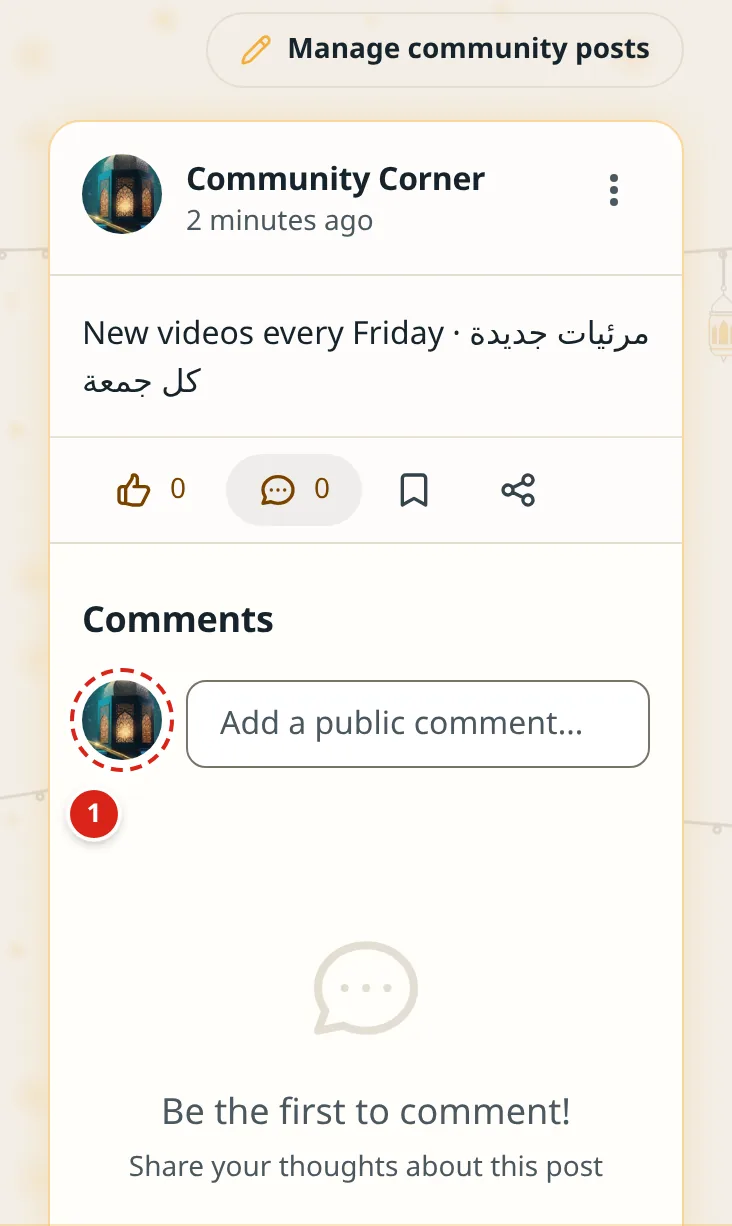 Manage community posts
Community Corner
2 minutes ago
New videos every Friday · مرئيات جديدة
كل جمعة
0
0
Comments
Add a public comment...
1
Be the first to comment!
Share your thoughts about this post